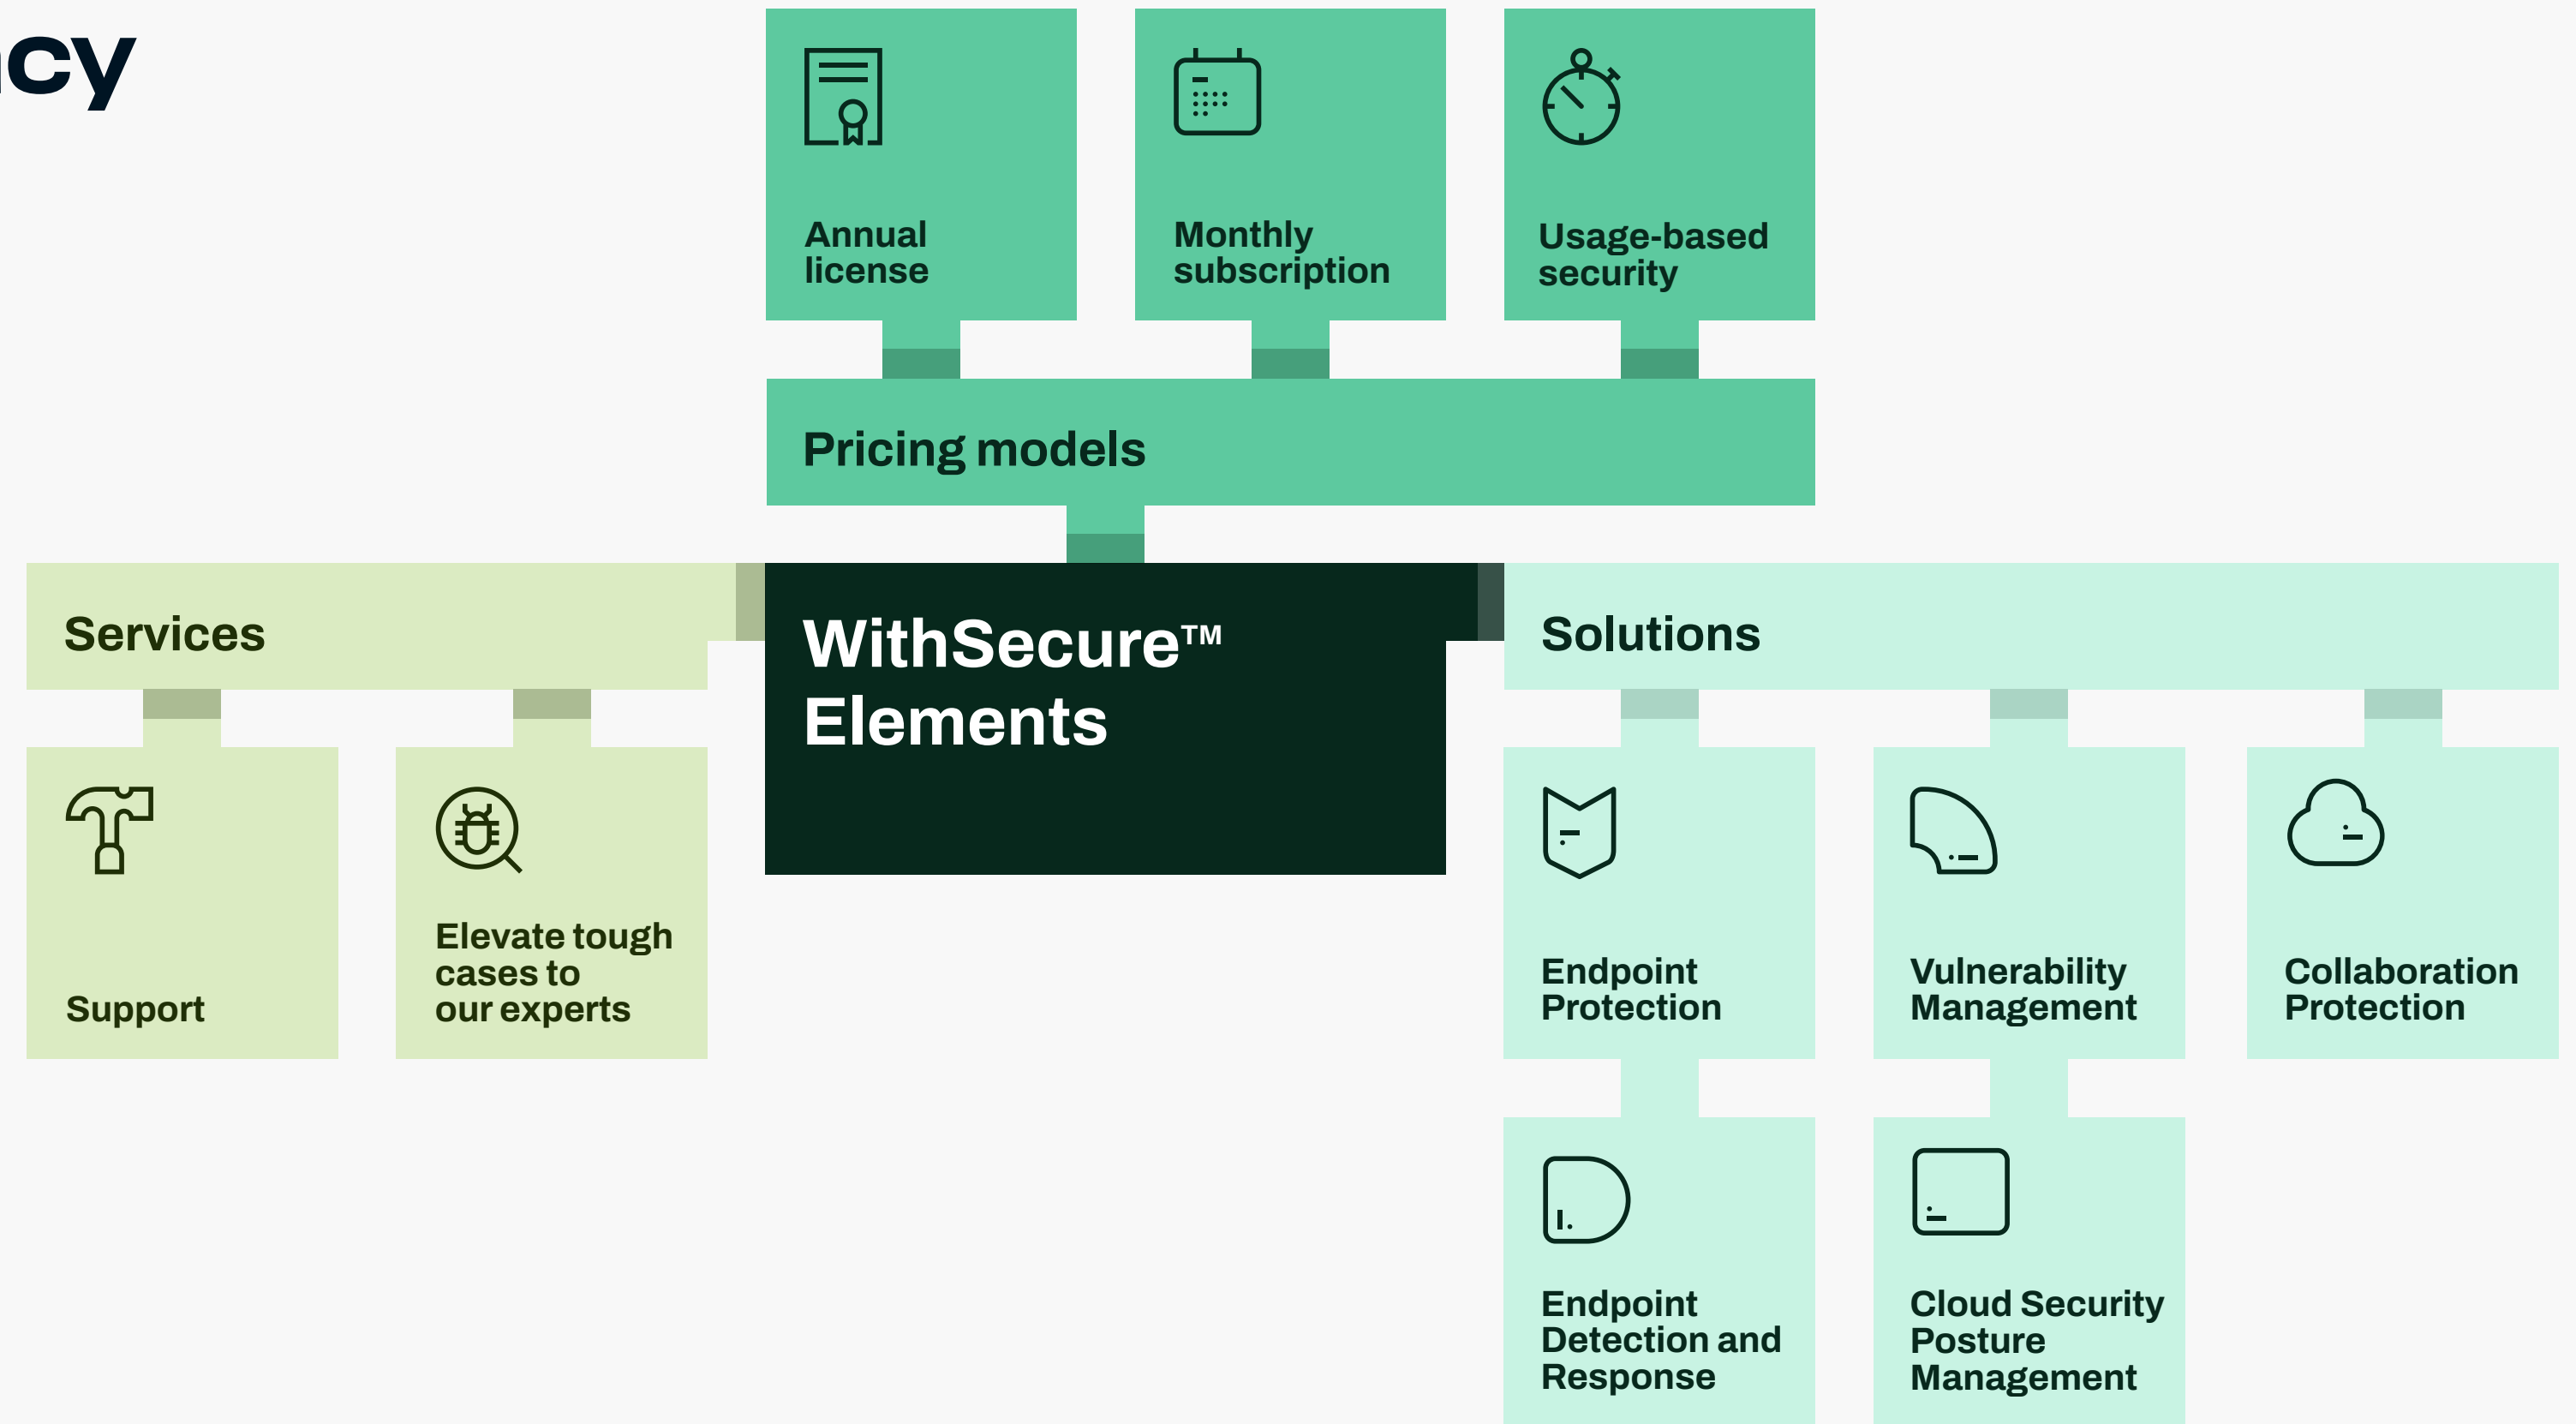 Annual
license
Monthly
subscription
Usage-based
security
Pricing models
Services
WithSecure™
Elements
Solutions
Support
Elevate tough
cases to
our experts
Endpoint
Protection
Vulnerability
Management
Collaboration
Protection
Endpoint
Detection and
Response
Cloud Security
Posture
Management